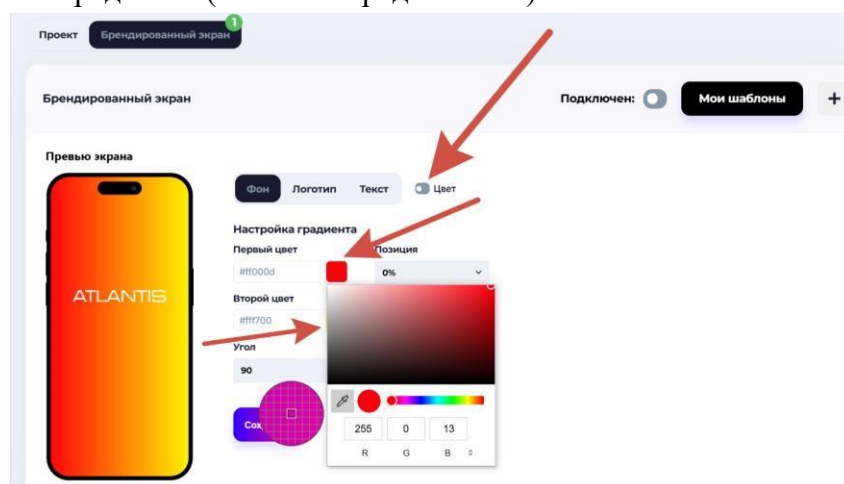 Проект Брендированный экран 1
Брендированный экран Подключен: Мои шаблоны +
Превью экрана
Фон Логотип Текст Цвет
Настройка градиента
Первый цвет Позиция
#ff000d 0%
ATLANTIS
Второй цвет
#fff700
Угол
90
255 0 13
R G B